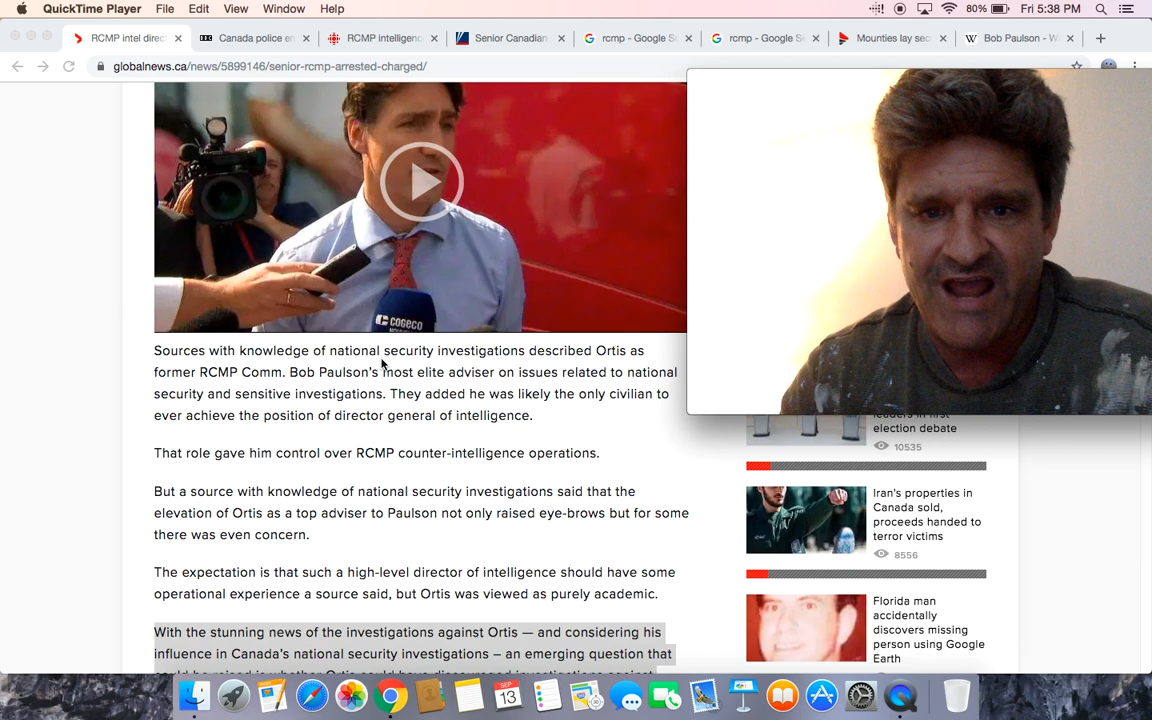 QuickTime Player File Edit View Window Help 80% Fri 5:38 PM
RCMP intel direc × Canada police en × RCMP intelligenc × Senior Canadian × rcmp - Google Se × rcmp - Google Se × Mounties lay sec × Bob Paulson - W ×
globalnews.ca/news/5899146/senior-rcmp-arrested-charged/
COGECO
Sources with knowledge of national security investigations described Ortis as
former RCMP Comm. Bob Paulson's most elite adviser on issues related to national
security and sensitive investigations. They added he was likely the only civilian to
ever achieve the position of director general of intelligence.
That role gave him control over RCMP counter-intelligence operations.
But a source with knowledge of national security investigations said that the
elevation of Ortis as a top adviser to Paulson not only raised eye-brows but for some
there was even concern.
The expectation is that such a high-level director of intelligence should have some
operational experience a source said, but Ortis was viewed as purely academic.
With the stunning news of the investigations against Ortis — and considering his
influence in Canada's national security investigations – an emerging question that
leaders in first
election debate
10535
Iran's properties in
Canada sold,
proceeds handed to
terror victims
8556
Florida man
accidentally
discovers missing
person using Google
Earth
SEP
13